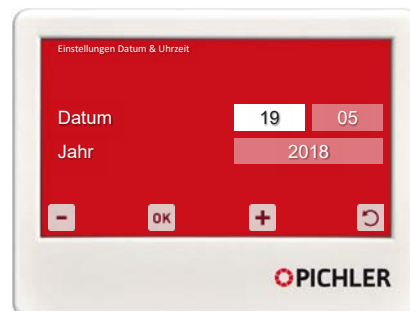 Einstellungen Datum & Uhrzeit
Datum 19 05
Jahr 2018
- OK +
PICHLER